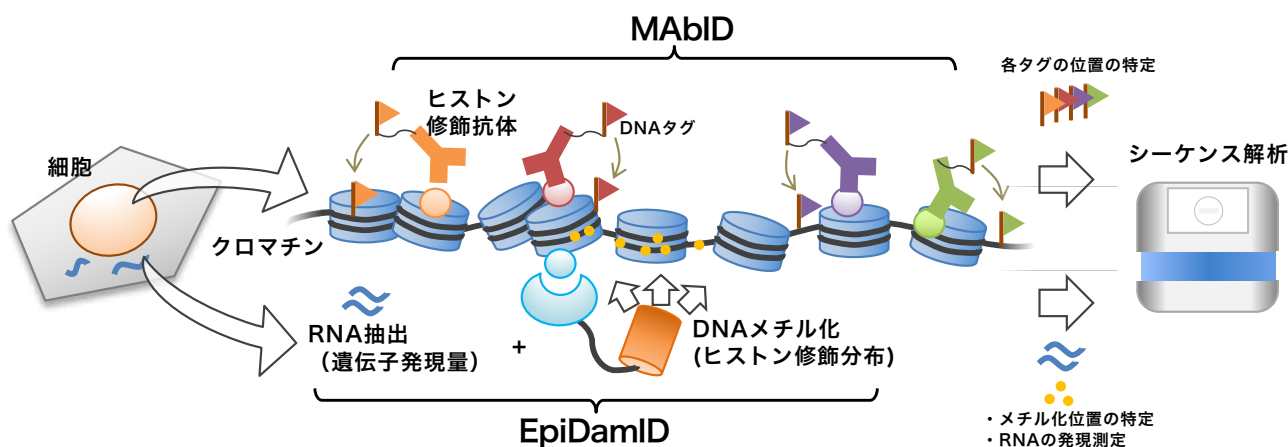 MAbID
各タグの位置の特定
ヒストン
修飾抗体
DNAタグ
細胞
シーケンス解析
クロマチン
RNA抽出
（遺伝子発現量）
+
DNAメチル化
(ヒストン修飾分布)
EpiDamID
・メチル化位置の特定
・RNAの発現測定